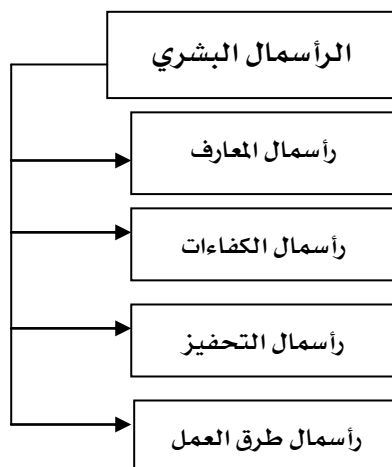 الرأسمال البشري
رأسمال المعارف
رأسمال الكفاءات
رأسمال التحفيز
رأسمال طرق العمل